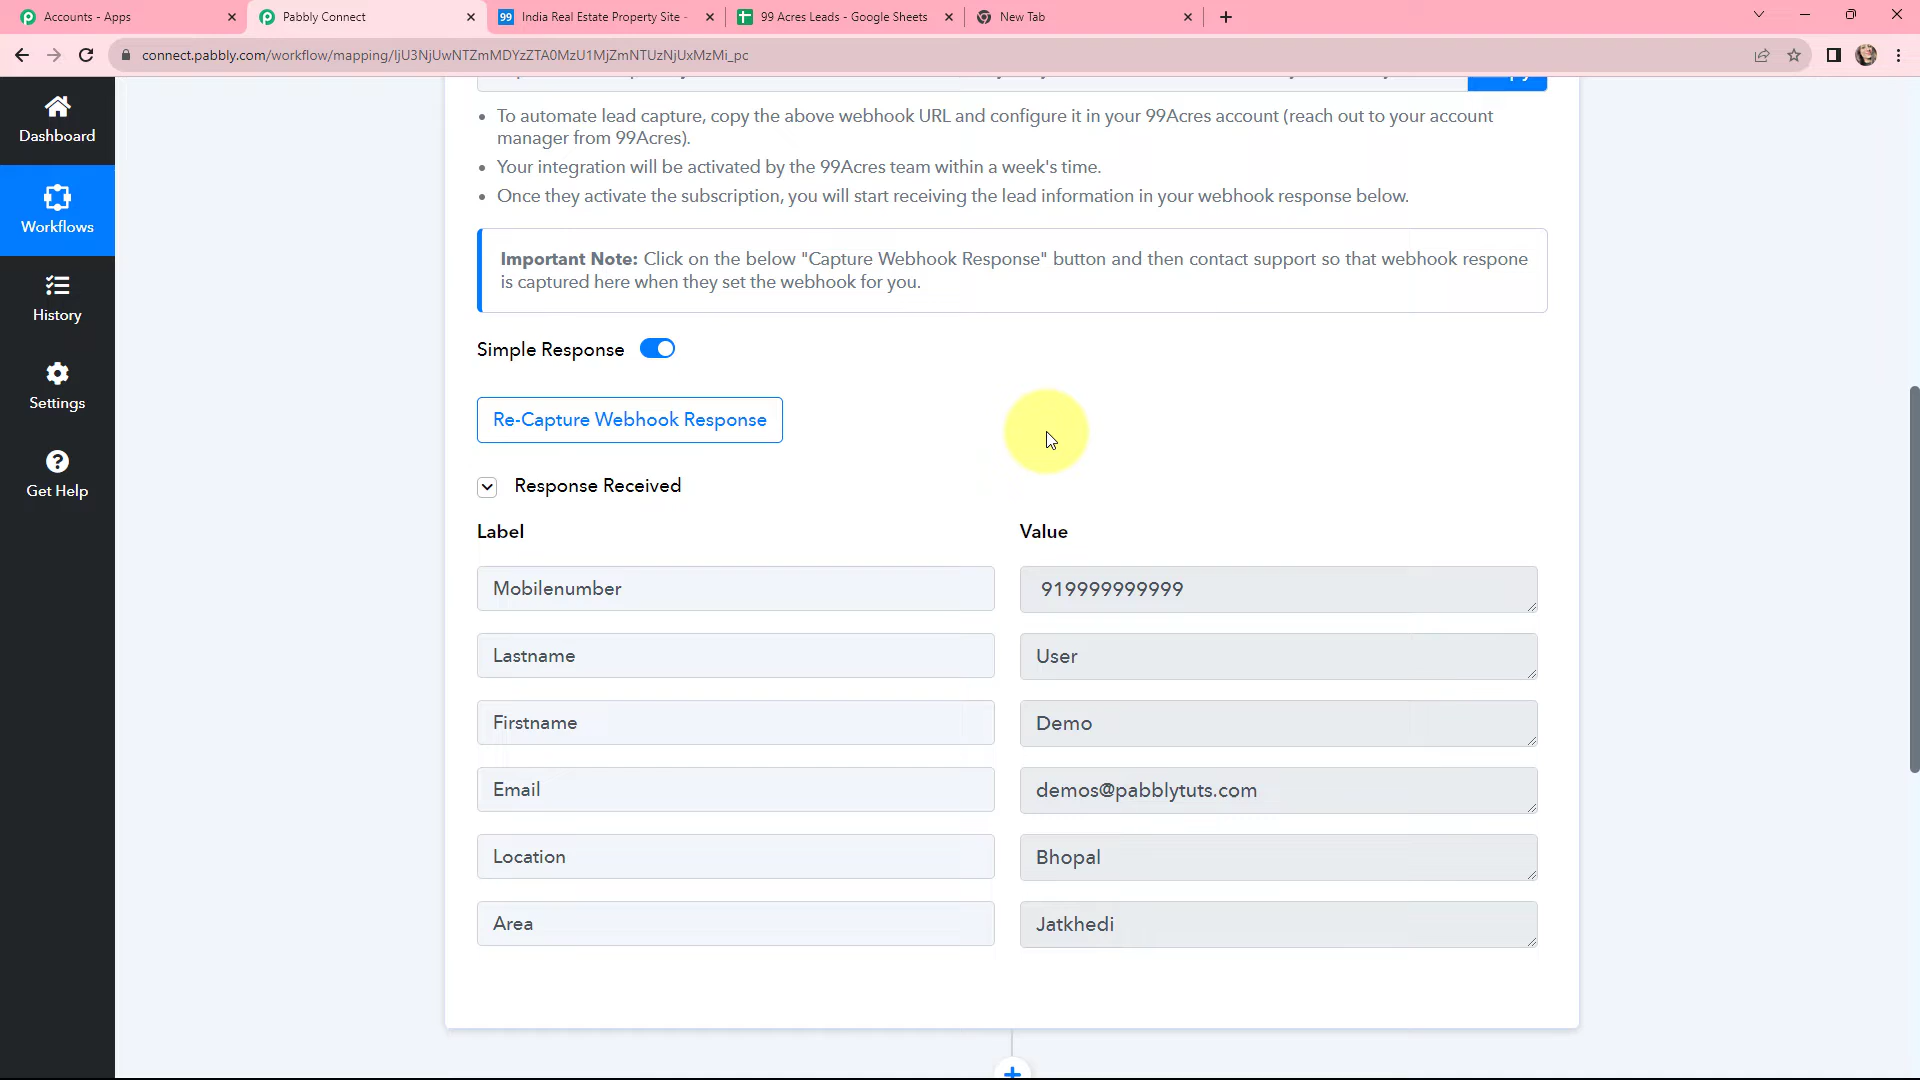 Accounts - Apps
Pabbly Connect
India Real Estate Property Site -
99 Acres Leads - Google Sheets
New Tab
connect.pabbly.com/workflow/mapping/IjU3NjUwNTZmMDYzZTA0MzU1MjZmNTUzNjUxMzMi_pc
Dashboard
Workflows
History
Settings
Get Help
To automate lead capture, copy the above webhook URL and configure it in your 99Acres account (reach out to your account
manager from 99Acres).
Your integration will be activated by the 99Acres team within a week's time.
Once they activate the subscription, you will start receiving the lead information in your webhook response below.
Important Note: Click on the below "Capture Webhook Response" button and then contact support so that webhook respone
is captured here when they set the webhook for you.
Simple Response
Re-Capture Webhook Response
Response Received
Label Value
Mobilenumber 919999999999
Lastname User
Firstname Demo
Email demos@pabblytuts.com
Location Bhopal
Area Jatkhedi